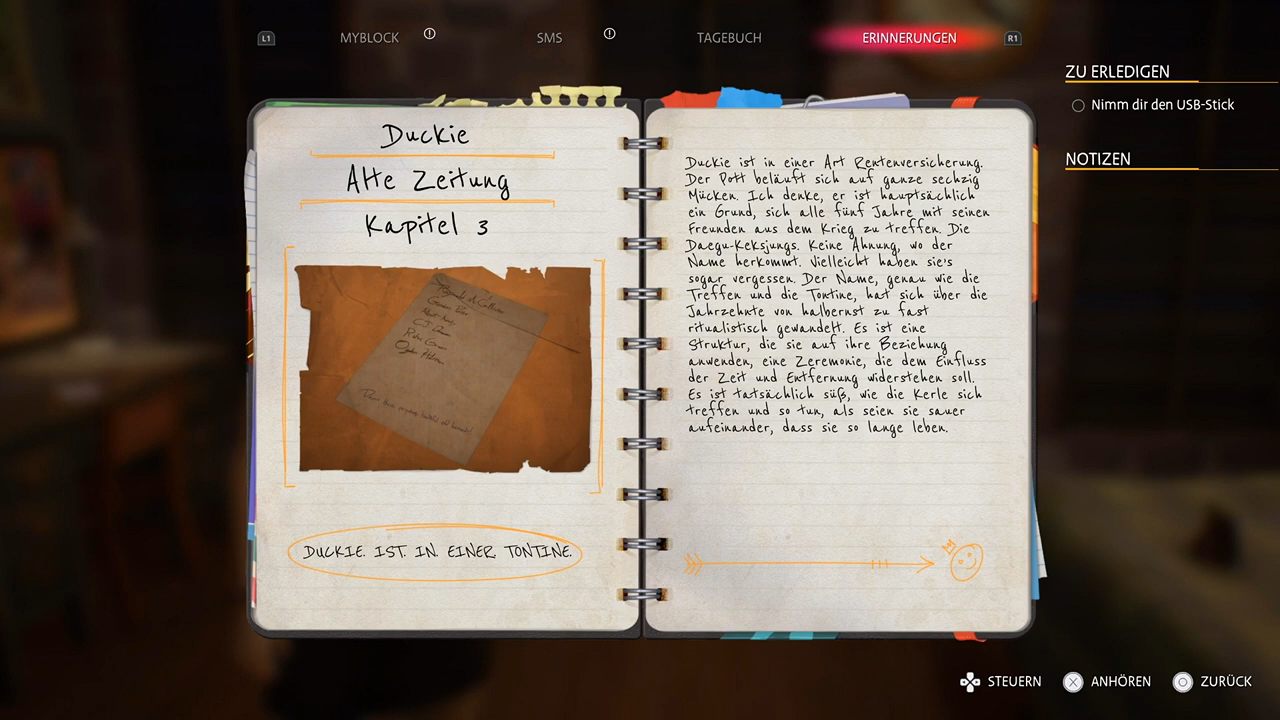 L1
MYBLOCK
SMS
TAGEBUCH
ERINNERUNGEN
R1
ZU ERLEDIGEN
Nimm dir den USB-Stick
NOTIZEN
Duckie
Alte Zeitung
Kapitel 3
DUCKIE IST IN EINER TONTINE.
Duckie ist in einer Art Rentenversicherung.
Der Pott beläuft sich auf ganze sechzig
Mücken. Ich denke, er ist hauptsächlich
ein Grund, sich alle fünf Jahre mit seinen
Freunden aus dem Krieg zu treffen. Die
Daegu-Keksjungs. Keine Ahnung, wo der
Name herkommt. Vielleicht haben sie's
sogar vergessen. Der Name, genau wie die
Treffen und die Tontine, hat sich über die
Jahrzehnte von halbernst zu fast
ritualistisch gewandelt. Es ist eine
Struktur, die sie auf ihre Beziehung
anwenden, eine Zeremonie, die dem Einfluss
der Zeit und Entfernung widerstehen soll.
Es ist tatsächlich süß, wie die Kerle sich
treffen und so tun, als seien sie sauer
aufeinander, dass sie so lange leben.
STEUERN
ANHÖREN
ZURÜCK